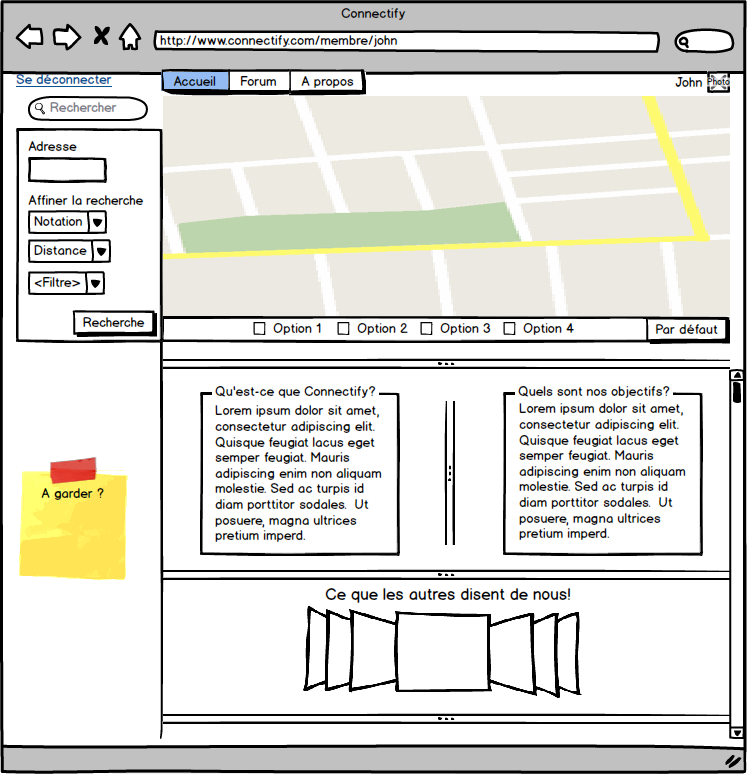 Connectify
http://www.connectify.com/membre/john
Se déconnecter
Accueil
Forum
A propos
John
Photo
Rechercher
Adresse
Affiner la recherche
Notation
Distance
<Filtre>
Recherche
Option 1
Option 2
Option 3
Option 4
Par défaut
Qu'est-ce que Connectify?
Lorem ipsum dolor sit amet,
consectetur adipiscing elit.
Quisque feugiat lacus eget
semper feugiat. Mauris
adipiscing enim non aliquam
molestie. Sed ac turpis id
diam porttitor sodales. Ut
posuere, magna ultrices
pretium imperd.
Quels sont nos objectifs?
Lorem ipsum dolor sit amet,
consectetur adipiscing elit.
Quisque feugiat lacus eget
semper feugiat. Mauris
adipiscing enim non aliquam
molestie. Sed ac turpis id
diam porttitor sodales. Ut
posuere, magna ultrices
pretium imperd.
A garder ?
Ce que les autres disent de nous!